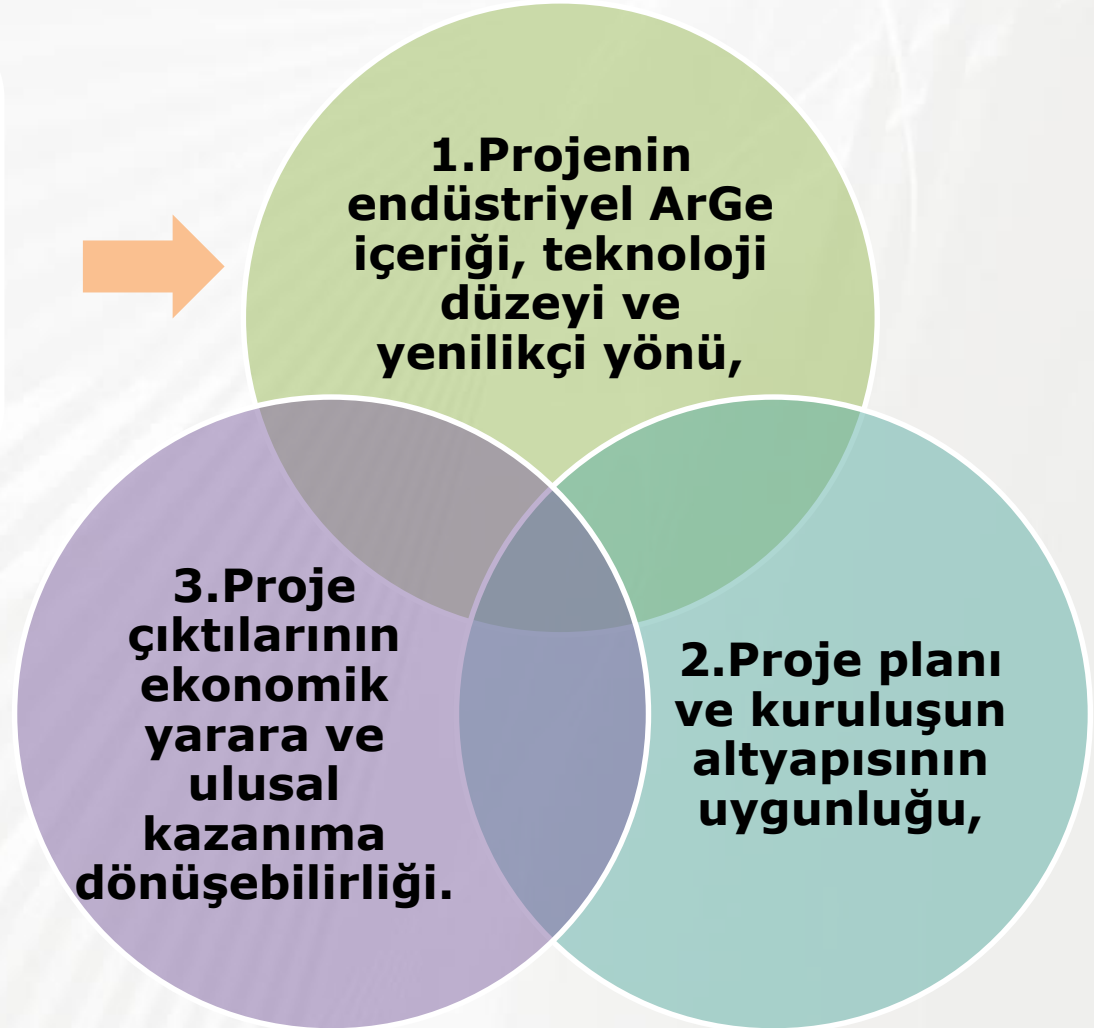 1.Projenin
endüstriyel ArGe
içeriği, teknoloji
düzeyi ve
yenilikçi yönü,
2.Proje planı
ve kuruluşun
altyapısının
uygunluğu,
3.Proje
çıktılarının
ekonomik
yarara ve
ulusal
kazanıma
dönüşebilirliği.